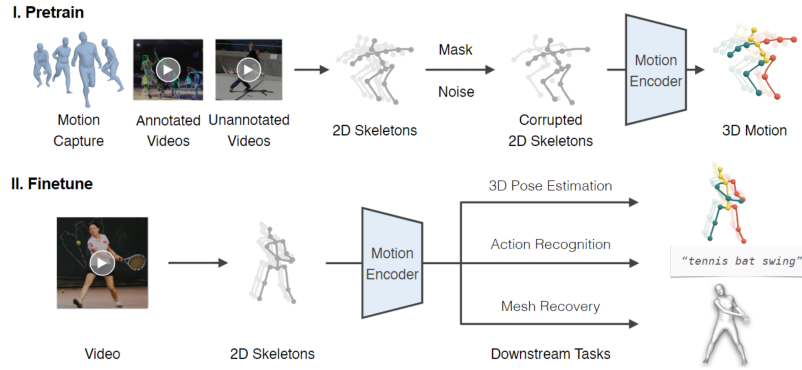 I. Pretrain
Mask
Noise
Motion
Encoder
Motion
Capture
Annotated
Videos
Unannotated
Videos
2D Skeletons
Corrupted
2D Skeletons
3D Motion
II. Finetune
3D Pose Estimation
Motion
Encoder
Action Recognition
"tennis bat swing"
Mesh Recovery
Video
2D Skeletons
Downstream Tasks